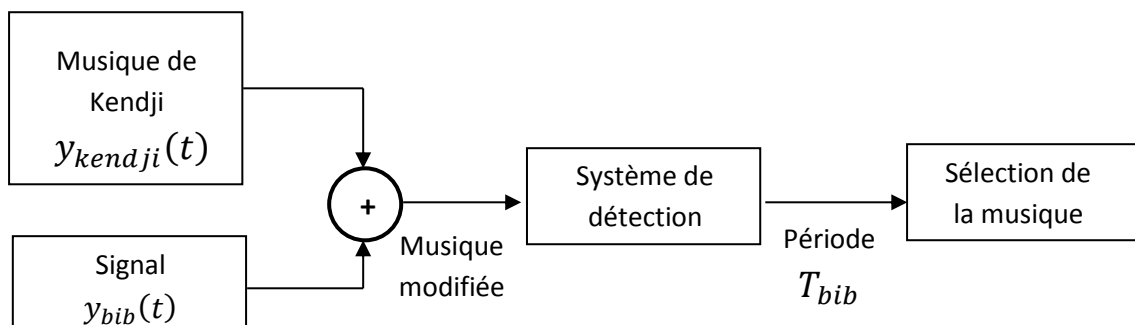 Musique de
Kendji
y_{kendji}(t)
Signal
y_{bib}(t)
+
Musique
modifiée
Système de
détection
Période
T_{bib}
Sélection de
la musique